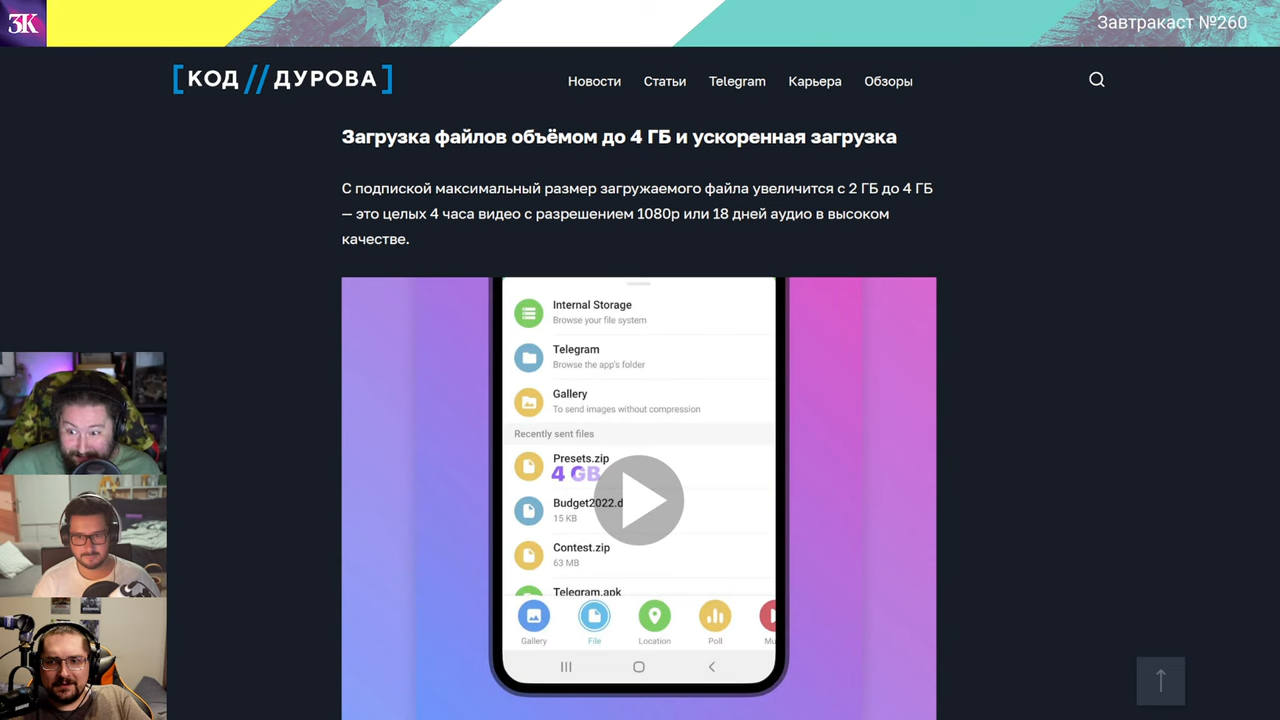 ЗК
Завтракаст №260
[КОД//ДУРОВА]
Новости Статьи Telegram Карьера Обзоры
Загрузка файлов объёмом до 4 ГБ и ускоренная загрузка
С подпиской максимальный размер загружаемого файла увеличится с 2 ГБ до 4 ГБ
— это целых 4 часа видео с разрешением 1080p или 18 дней аудио в высоком
качестве.
Internal Storage
Browse your file system
Telegram
Browse the app's folder
Gallery
To send images without compression
Recently sent files
Presets.zip
4 GB
Budget2022.d
15 KB
Contest.zip
63 MB
Telegram.apk
Gallery File Location Poll Mu